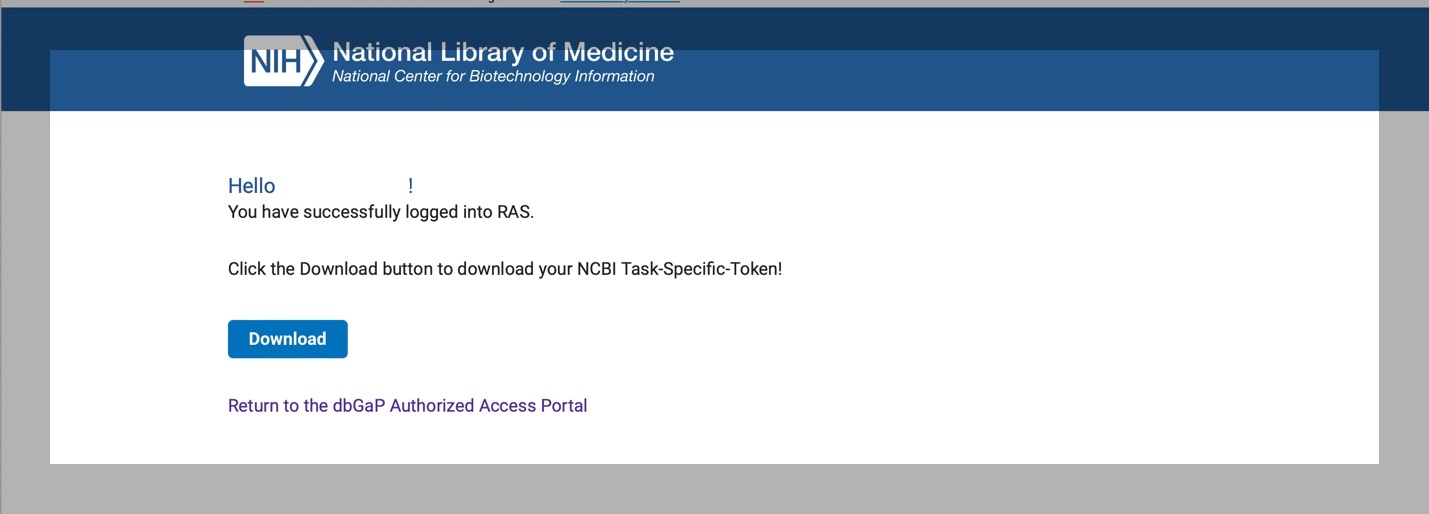 NIH National Library of Medicine
National Center for Biotechnology Information
Hello !
You have successfully logged into RAS.
Click the Download button to download your NCBI Task-Specific-Token!
Download
Return to the dbGaP Authorized Access Portal